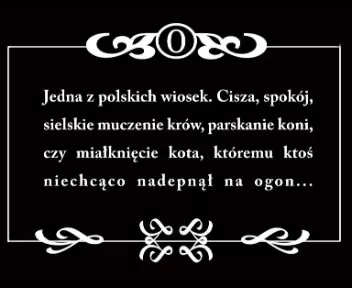 O
Jedna z polskich wiosek. Cisza, spokój,
sielskie muczenie krów, parskanie koni,
czy miałknięcie kota, któremu ktoś
niechcąco nadepnął na ogon...